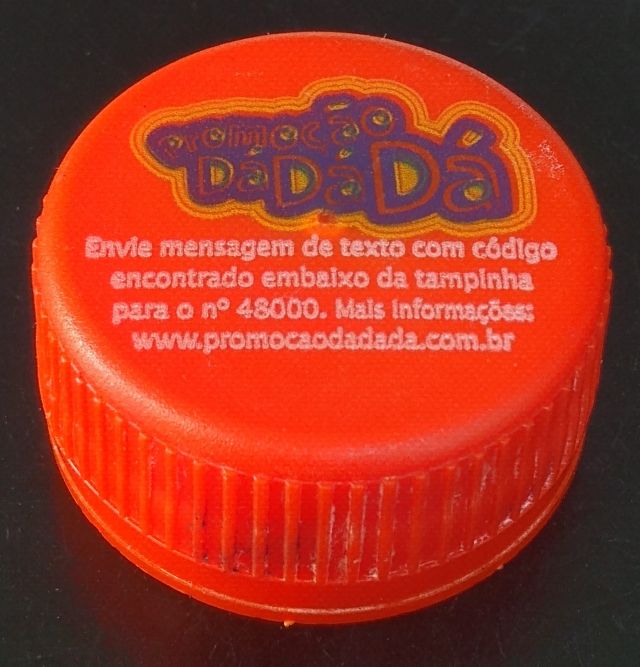 PROMOÇÃO
DÁDADÁ
Envie mensagem de texto com código
encontrado embaixo da tampinha
para o nº 48000. Mais informações:
www.promocaodadada.com.br